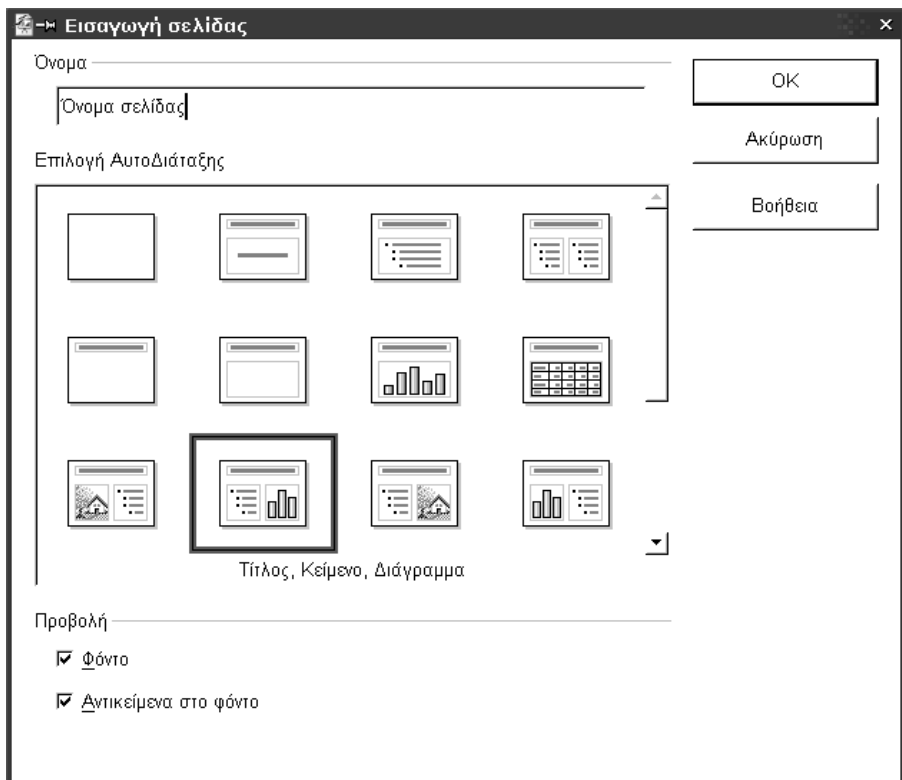 Εισαγωγή σελίδας
Όνομα
Όνομα σελίδας
Επιλογή ΑυτοΔιάταξης
Τίτλος, Κείμενο, Διάγραμμα
Προβολή
Φόντο
Αντικείμενα στο φόντο
OK
Ακύρωση
Βοήθεια